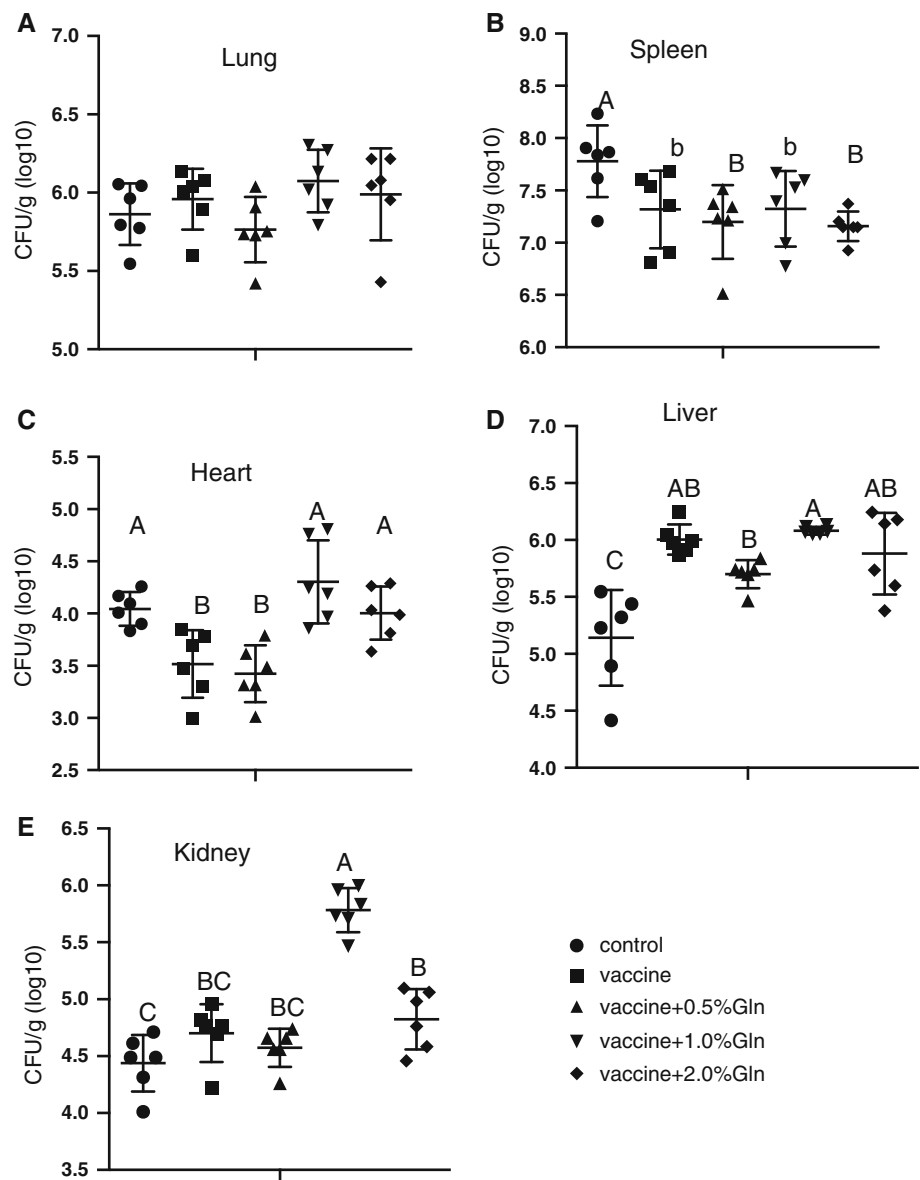 A
Lung
CFU/g (log10)
7.0
6.5
6.0
5.5
5.0
B
Spleen
CFU/g (log10)
9.0
8.5
8.0
7.5
7.0
6.5
6.0
A
b
B
b
B
C
Heart
CFU/g (log10)
5.5
5.0
4.5
4.0
3.5
3.0
2.5
A
B
B
A
A
D
Liver
CFU/g (log10)
7.0
6.5
6.0
5.5
5.0
4.5
4.0
C
AB
B
A
AB
E
Kidney
CFU/g (log10)
6.5
6.0
5.5
5.0
4.5
4.0
3.5
C
BC
BC
A
B
control
vaccine
vaccine+0.5%Gln
vaccine+1.0%Gln
vaccine+2.0%Gln